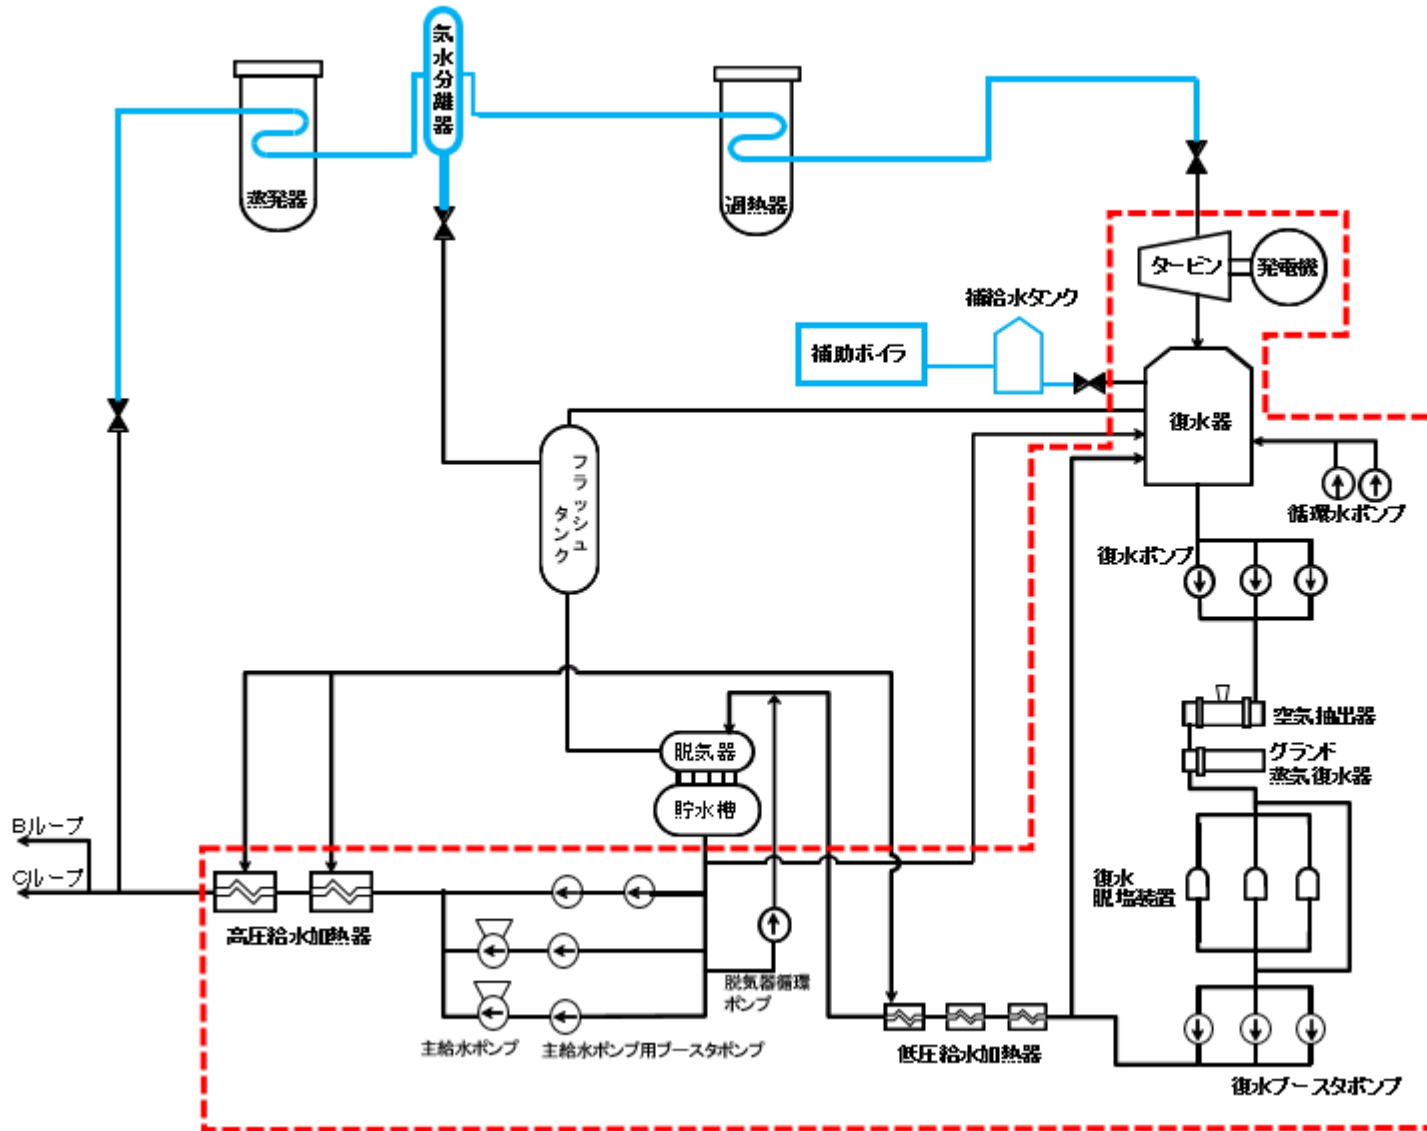 気水分離器
蒸発器
過熱器
タービン
発電機
補給水タンク
補助ボイラ
復水器
フラッシュ
タンク
循環水ポンプ
復水ポンプ
空気抽出器
グランド
蒸気復水器
脱気器
貯水槽
Bループ
Cループ
復水
脱塩装置
高圧給水加熱器
脱気器循環
ポンプ
主給水ポンプ
主給水ポンプ用ブースタポンプ
低圧給水加熱器
復水ブースタポンプ